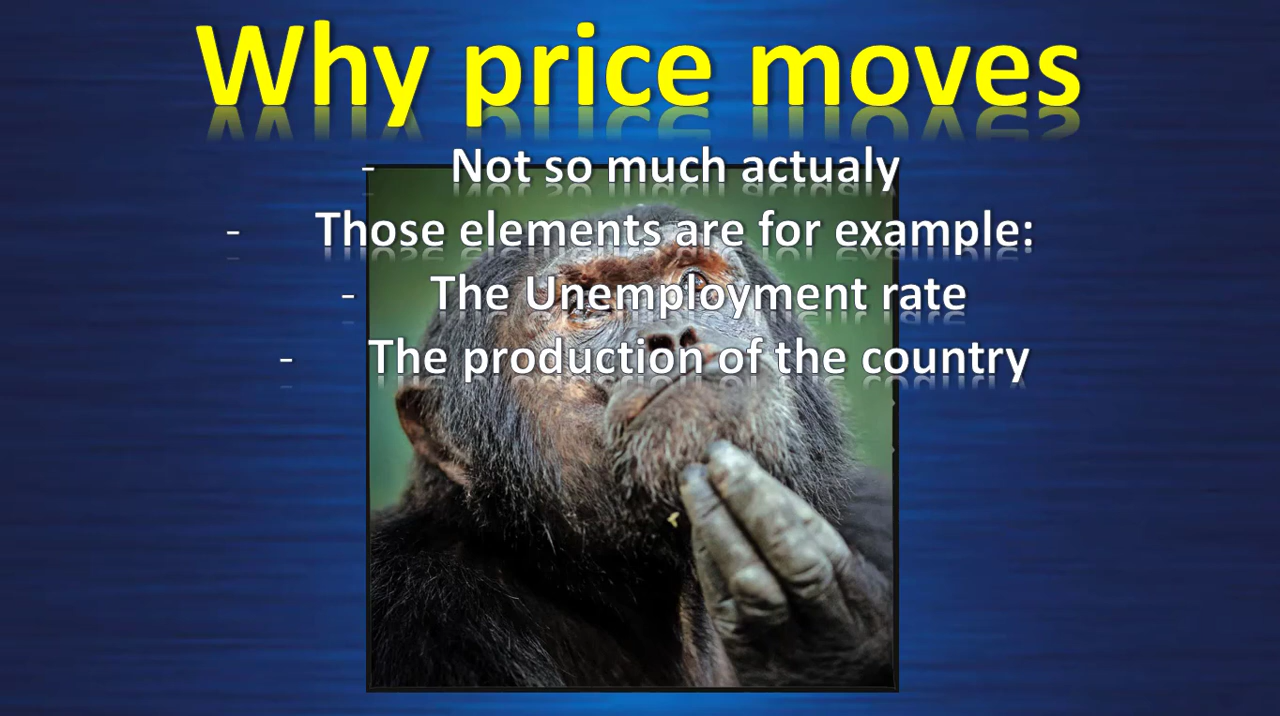 Why price moves
- Not so much actualy
- Those elements are for example:
- The Unemployment rate
- The production of the country